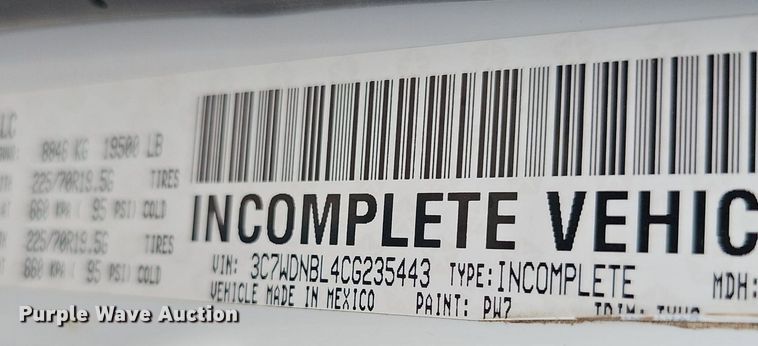 LC
8846 KG 19500 LB
225/70R19.5G TIRES
660 KPA ( 95 PSI) COLD
225/70R19.5G TIRES
660 KPA ( 95 PSI) COLD
INCOMPLETE VEHIC
VIN: 3C7WDNBL4CG235443 TYPE: INCOMPLETE MDH:
VEHICLE MADE IN MEXICO PAINT: PW7 TRIM:
Purple Wave Auction